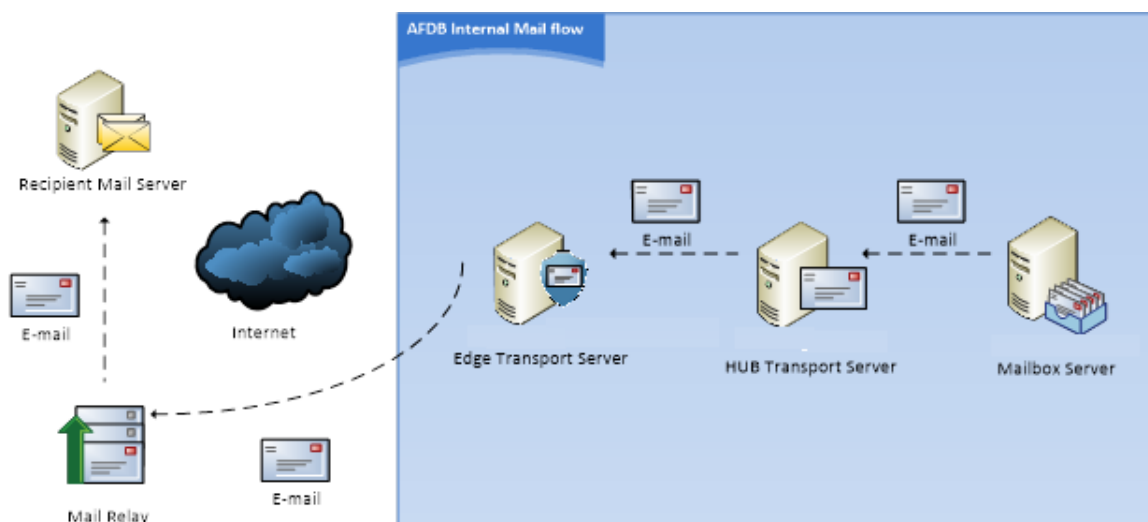 AFDB Internal Mail flow
Recipient Mail Server
E-mail
E-mail
E-mail
Internet
Edge Transport Server
HUB Transport Server
Mailbox Server
E-mail
Mail Relay